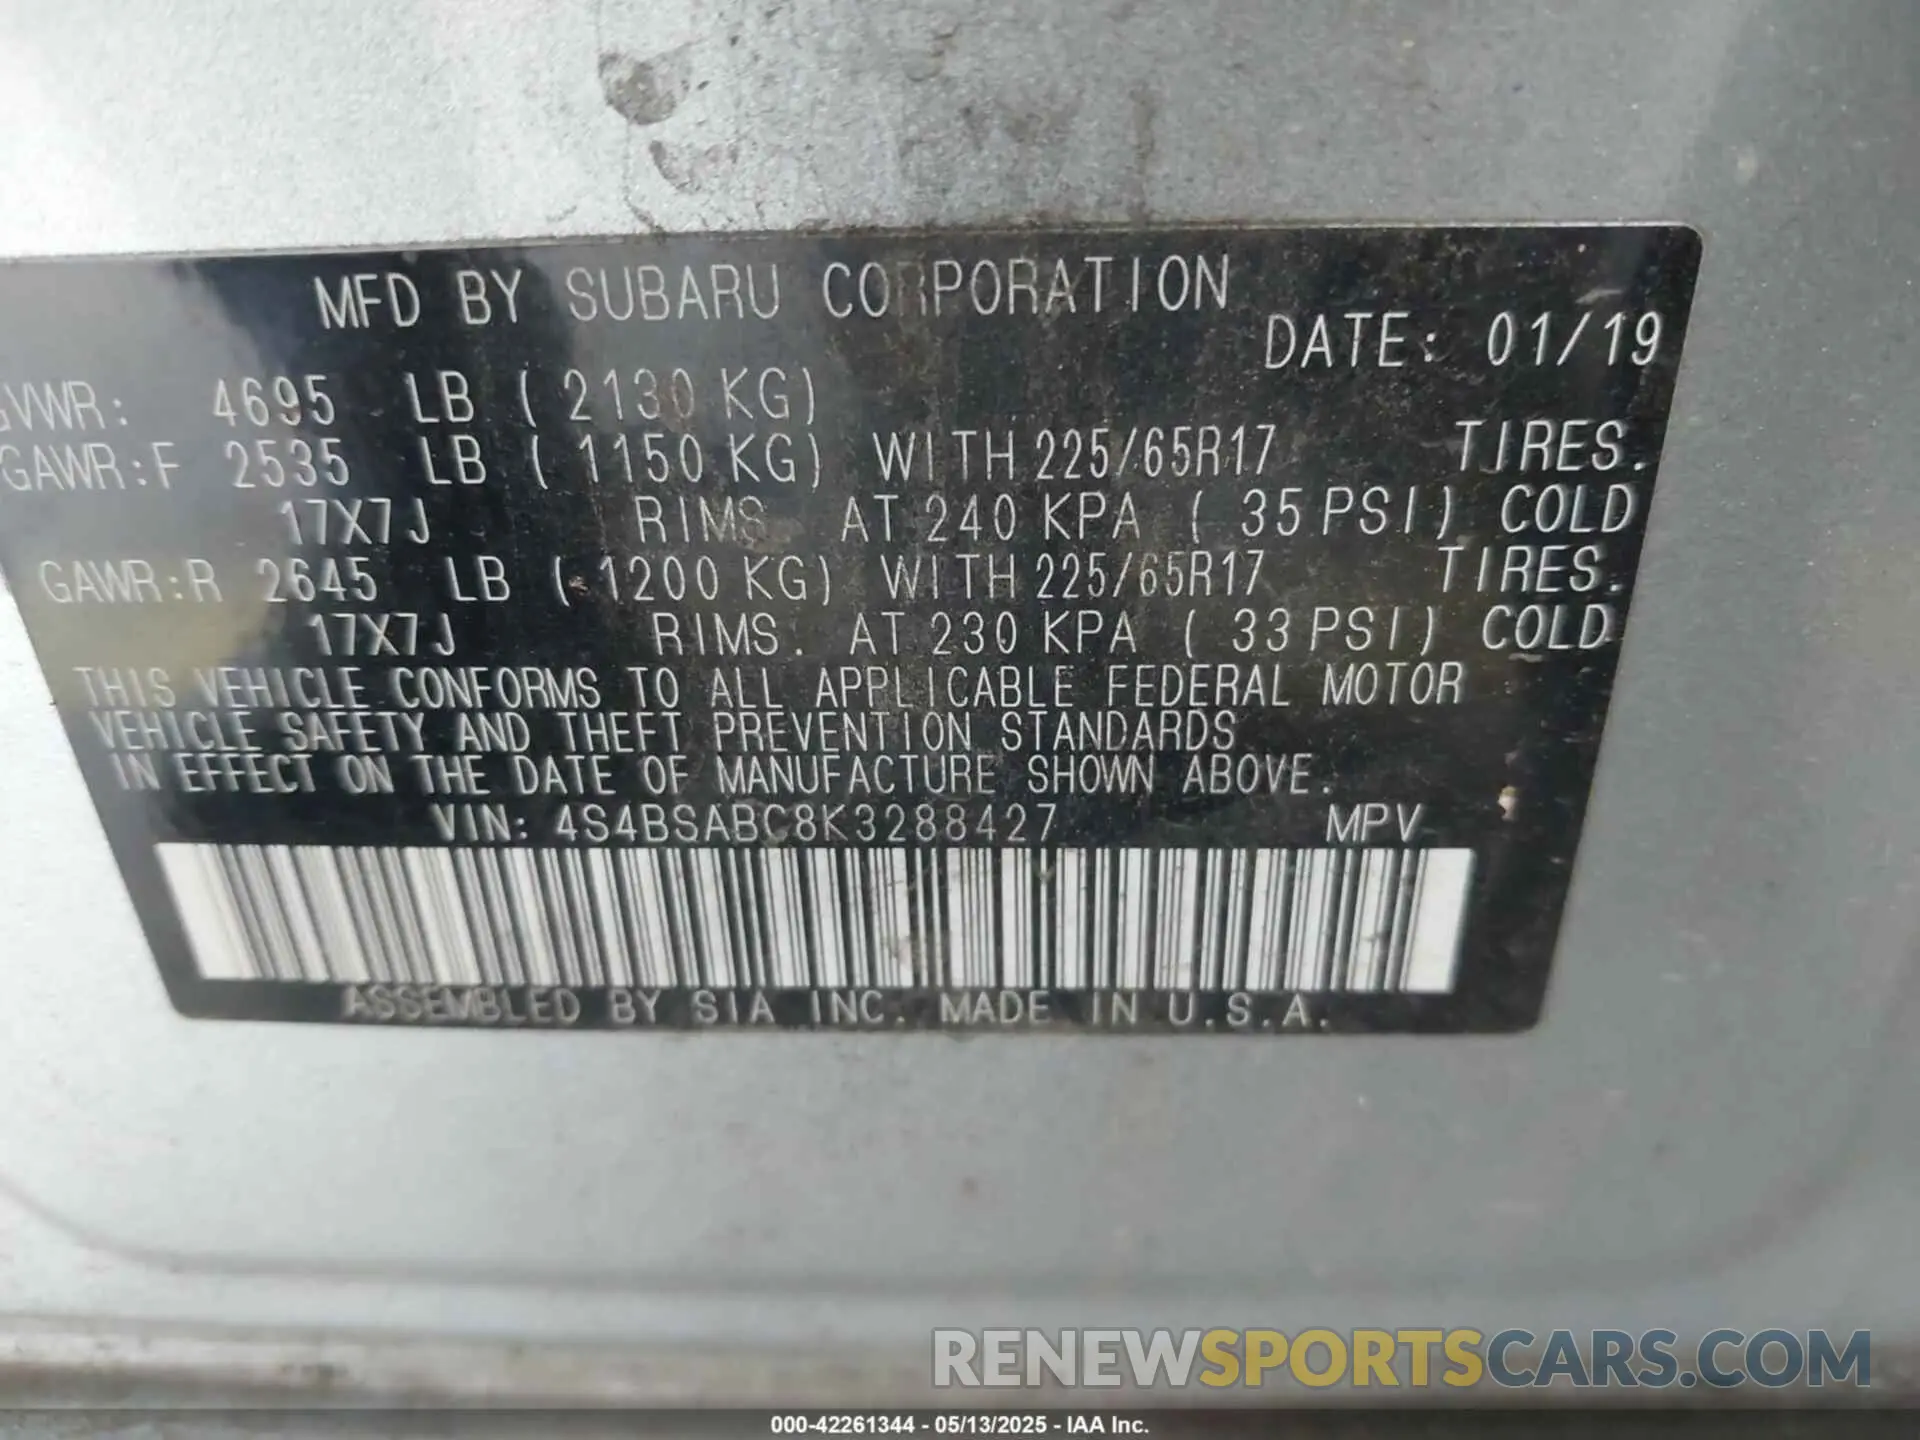 MFD BY SUBARU CORPORATION
DATE: 01/19
GVWR: 4695 LB ( 2130 KG)
GAWR:F 2535 LB ( 1150 KG) WITH 225/65R17 TIRES.
17X7J RIMS. AT 240 KPA ( 35 PSI) COLD
GAWR:R 2645 LB ( 1200 KG) WITH 225/65R17 TIRES.
17X7J RIMS. AT 230 KPA ( 33 PSI) COLD
THIS VEHICLE CONFORMS TO ALL APPLICABLE FEDERAL MOTOR
VEHICLE SAFETY AND THEFT PREVENTION STANDARDS
IN EFFECT ON THE DATE OF MANUFACTURE SHOWN ABOVE.
VIN: 4S4BSABC8K3288427 MPV
ASSEMBLED BY SIA INC. MADE IN U.S.A.
RENEWSPORTSCARS.COM
000-42261344 - 05/13/2025 - IAA Inc.